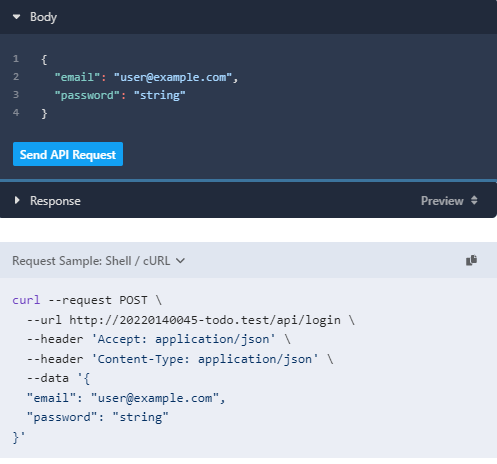 Body
1 {
2 "email": "user@example.com",
3 "password": "string"
4 }
Send API Request
Response Preview
Request Sample: Shell / cURL
curl --request POST \
--url http://20220140045-todo.test/api/login \
--header 'Accept: application/json' \
--header 'Content-Type: application/json' \
--data '{
"email": "user@example.com",
"password": "string"
}'